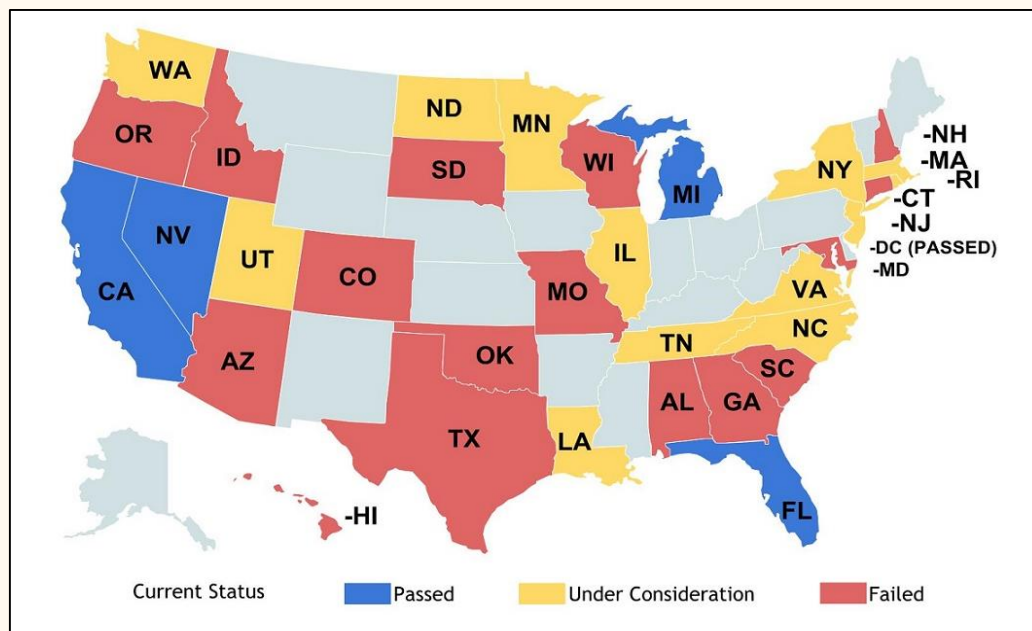 WA
ND
MN
OR
ID
SD
WI
MI
NY
-NH
-MA
-RI
-CT
-NJ
-DC (PASSED)
-MD
NV
UT
CO
CA
IL
MO
VA
AZ
OK
TN
NC
SC
TX
AL
GA
LA
FL
-HI
Current Status
Passed
Under Consideration
Failed